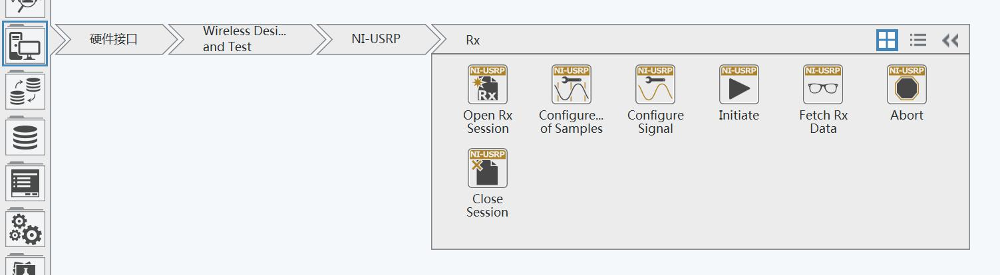 硬件接口
Wireless Desi...
and Test
NI-USRP
Rx
NI-USRP
Rx
Open Rx
Session
NI-USRP
Configure...
of Samples
NI-USRP
Configure
Signal
NI-USRP
Initiate
NI-USRP
Fetch Rx
Data
NI-USRP
Abort
NI-USRP
Close
Session